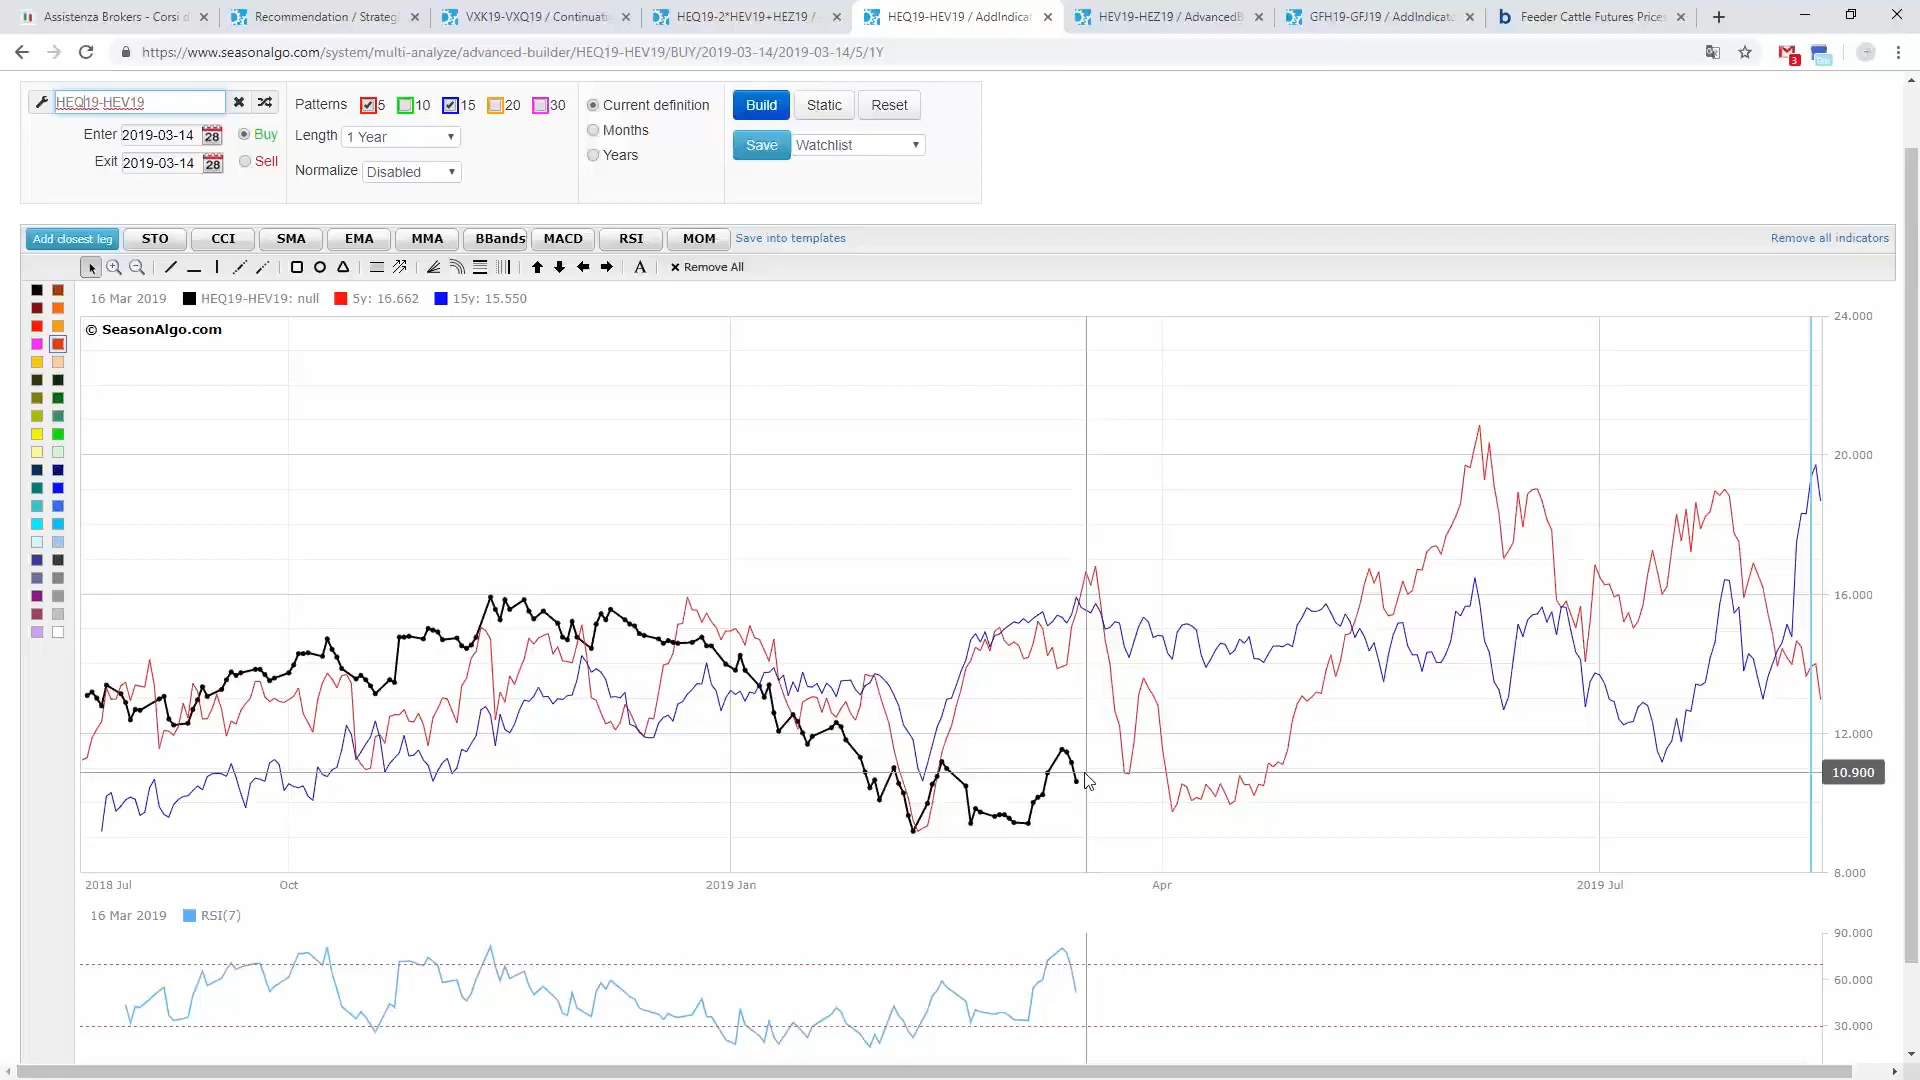 Assistenza Brokers - Corsi d
Recommendation / Strateg
VXK19-VXQ19 / Continuati
HEQ19-2*HEV19+HEZ19 /
HEQ19-HEV19 / AddIndica
HEV19-HEZ19 / AdvancedB
GFH19-GFJ19 / AddIndicat
Feeder Cattle Futures Price
https://www.seasonalgo.com/system/multi-analyze/advanced-builder/HEQ19-HEV19/BUY/2019-03-14/2019-03-14/5/1Y
3
HEQ19-HEV19
Patterns 5 10 15 20 30
Current definition
Build Static Reset
Enter 2019-03-14 28 Buy
Length 1 Year
Months
Save Watchlist
Exit 2019-03-14 28 Sell
Years
Normalize Disabled
Add closest leg STO CCI SMA EMA MMA BBands MACD RSI MOM Save into templates Remove all indicators
A Remove All
16 Mar 2019 HEQ19-HEV19: null 5y: 16.662 15y: 15.550
© SeasonAlgo.com
24.000
20.000
16.000
12.000
10.900
8.000
2018 Jul Oct 2019 Jan Apr 2019 Jul
16 Mar 2019 RSI(7)
90.000
60.000
30.000